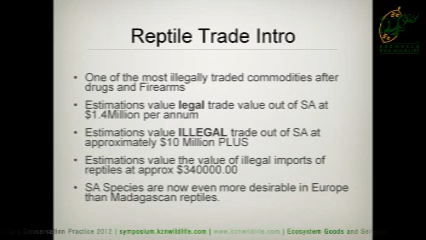 Reptile Trade Intro
• One of the most illegally traded commodities after
drugs and Firearms
• Estimations value legal trade value out of SA at
$1.4Million per annum
• Estimations value ILLEGAL trade out of SA at
approximately $10 Million PLUS
• Estimations value the value of illegal imports of
reptiles at approx $340000.00
• SA Species are now even more desirable in Europe
than Madagascan reptiles.
Conservation Practice 2012 | symposium.kznwildlife.com | www.kznwildlife.com | Ecosystem Goods and